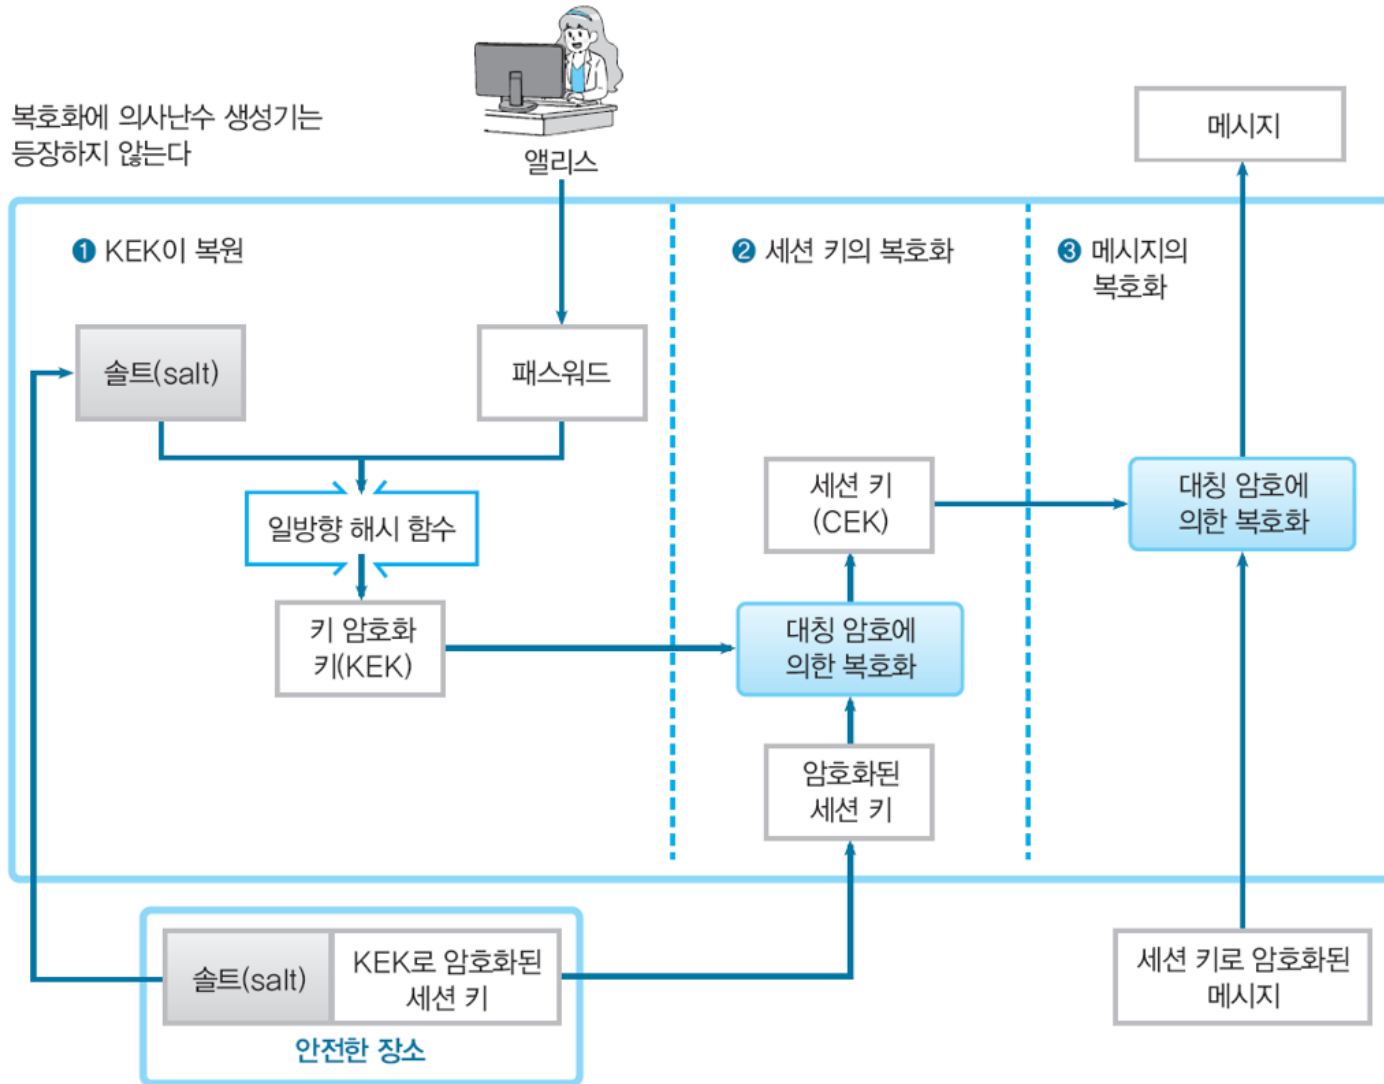 복호화에 의사난수 생성기는
등장하지 않는다
앨리스
메시지
❶ KEK이 복원
❷ 세션 키의 복호화
❸ 메시지의
복호화
솔트(salt)
패스워드
일방향 해시 함수
키 암호화
키(KEK)
세션 키
(CEK)
대칭 암호에
의한 복호화
암호화된
세션 키
대칭 암호에
의한 복호화
솔트(salt)
KEK로 암호화된
세션 키
안전한 장소
세션 키로 암호화된
메시지